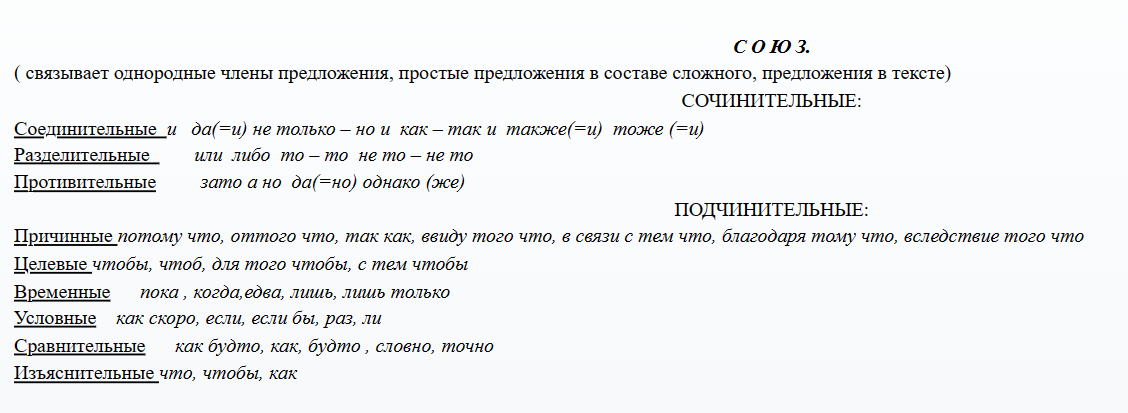 С О Ю З.
( связывает однородные члены предложения, простые предложения в составе сложного, предложения в тексте)
СОЧИНИТЕЛЬНЫЕ:
Соединительные и да(=и) не только – но и как – так и также(=и) тоже (=и)
Разделительные или либо то – то не то – не то
Противительные зато а но да(=но) однако (же)
ПОДЧИНИТЕЛЬНЫЕ:
Причинные потому что, оттого что, так как, ввиду того что, в связи с тем что, благодаря тому что, вследствие того что
Целевые чтобы, чтоб, для того чтобы, с тем чтобы
Временные пока , когда,едва, лишь, лишь только
Условные как скоро, если, если бы, раз, ли
Сравнительные как будто, как, будто , словно, точно
Изъяснительные что, чтобы, как